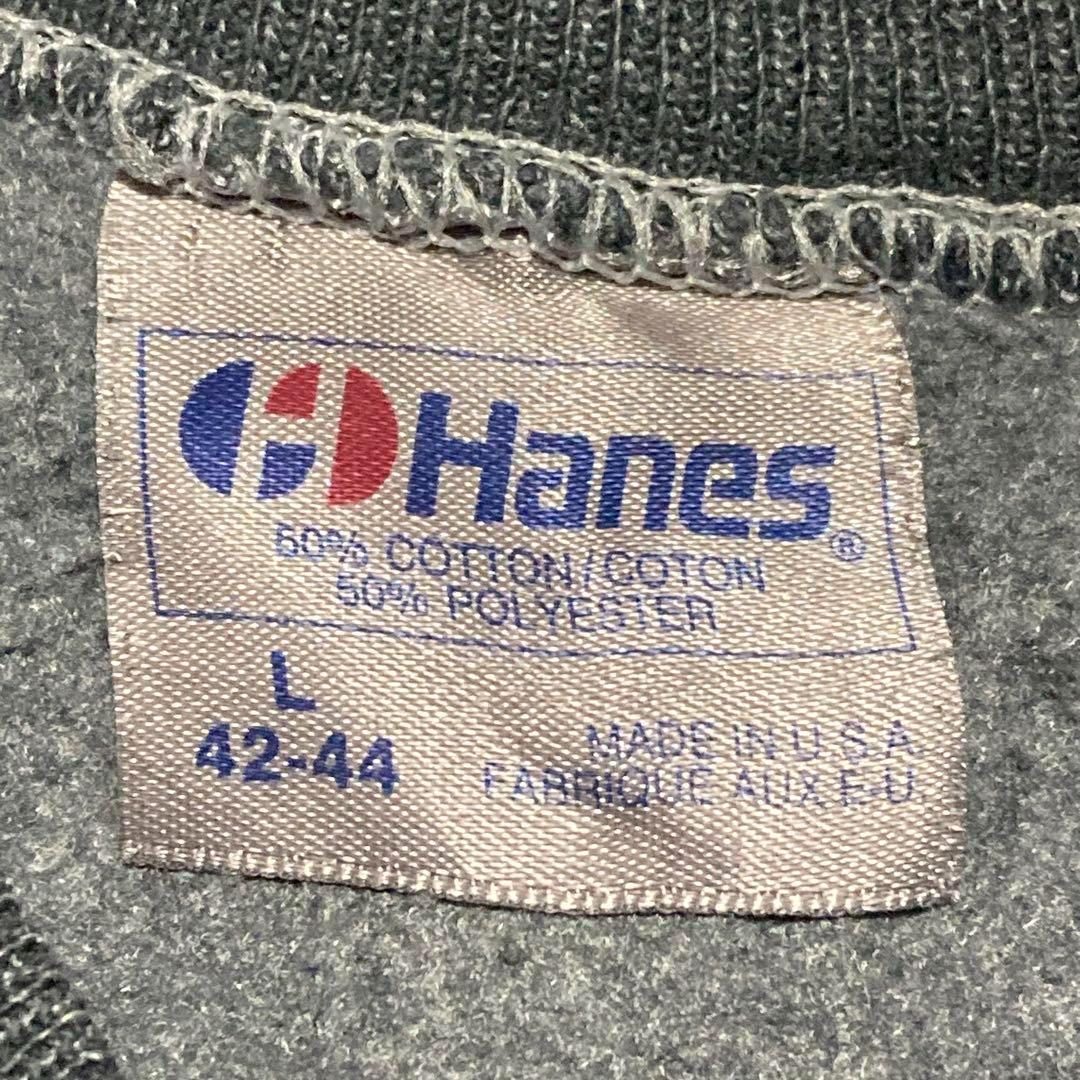 Hanes®
50% COTTON/COTON
50% POLYESTER
L
42-44
MADE IN U.S.A.
FABRIQUE AUX E-U